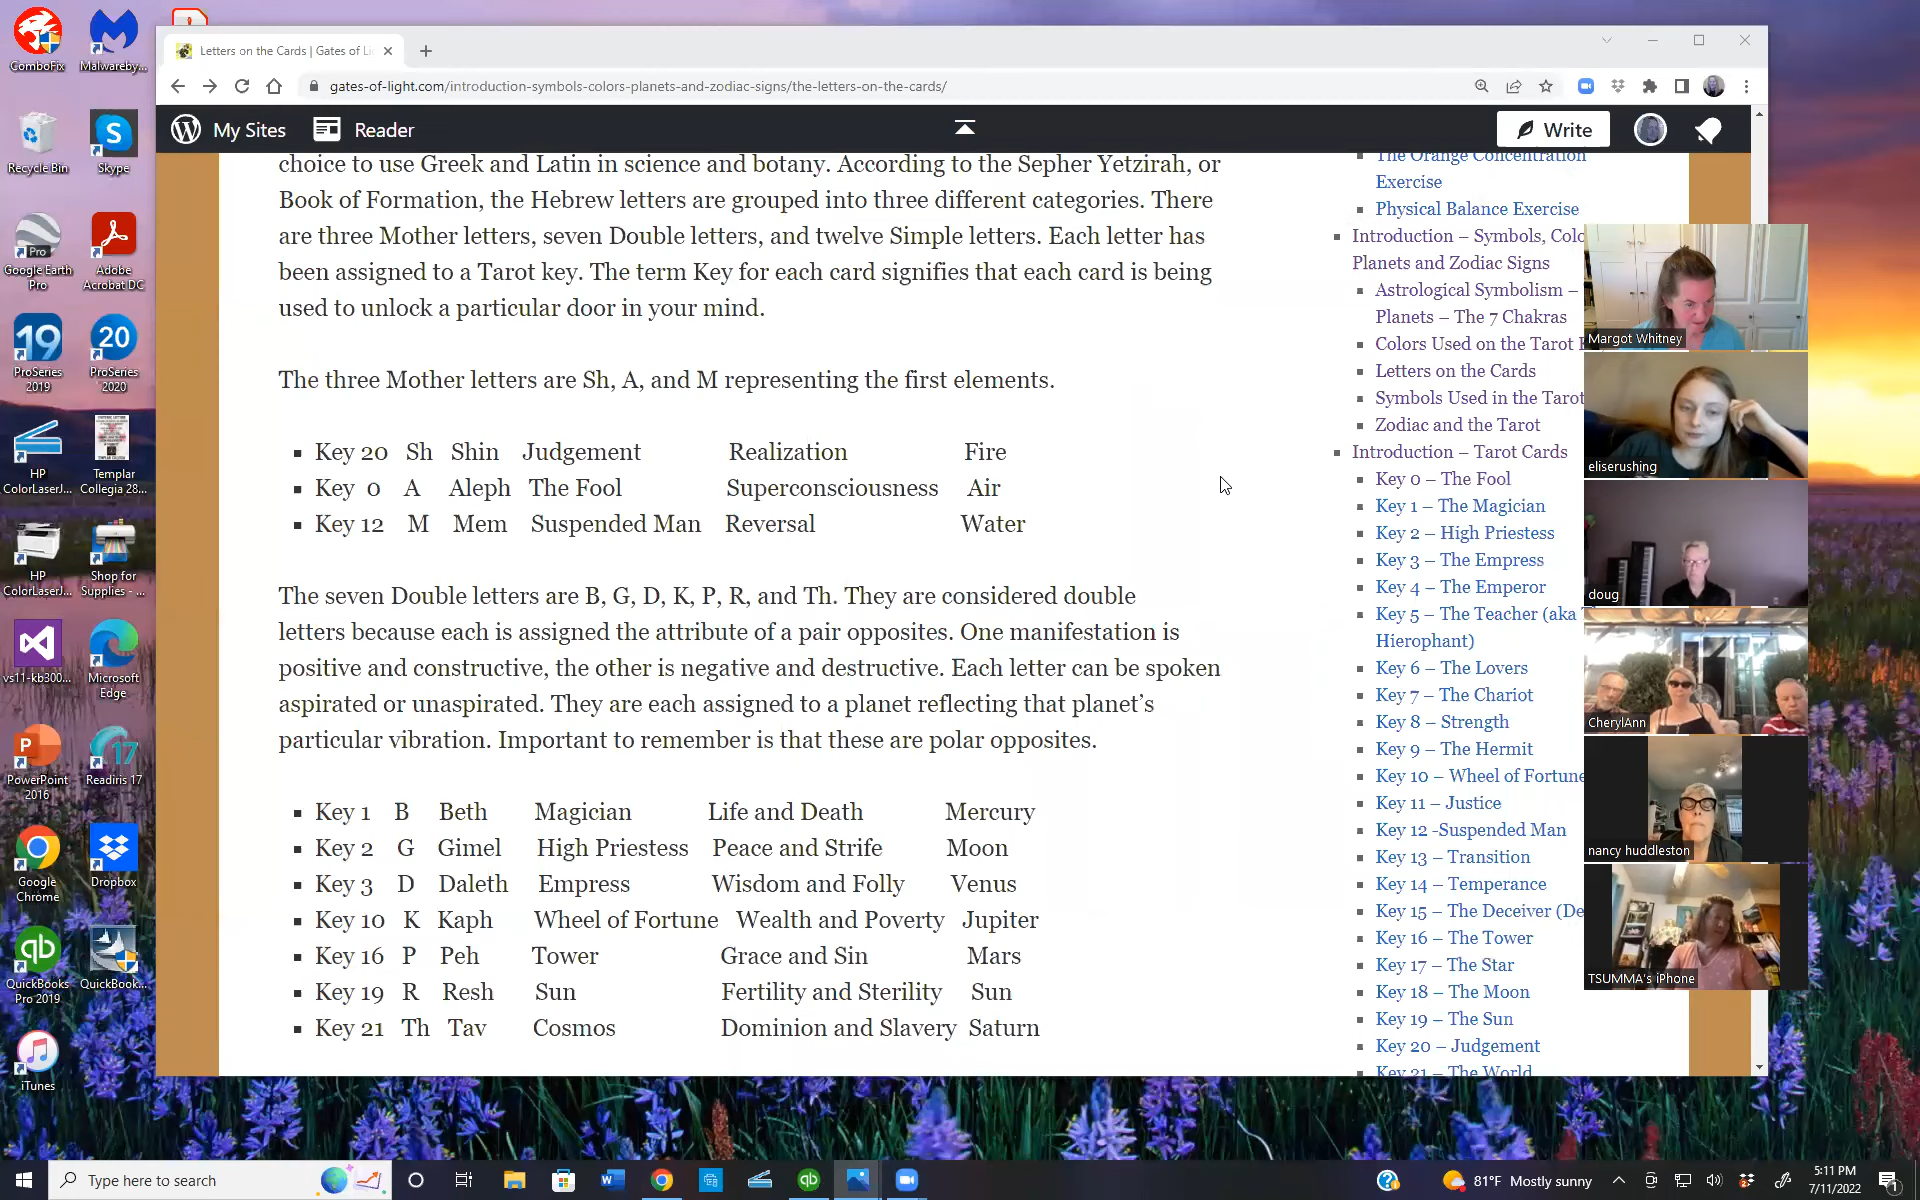 ComboFix
Malwareby...
Recycle Bin
Skype
Pro
Google Earth
Pro
Adobe
Acrobat DC
19
20
ProSeries
2019
ProSeries
2020
HP
ColorLaserJ...
Templar
Collegia 28...
HP
ColorLaserJ...
Shop for
Supplies - ...
vs11-kb300...
Microsoft
Edge
PowerPoint
2016
17
Readiris 17
Google
Chrome
Dropbox
QuickBooks
Pro 2019
QuickBook...
iTunes
Letters on the Cards | Gates of Li
gates-of-light.com/introduction-symbols-colors-planets-and-zodiac-signs/the-letters-on-the-cards/
My Sites
Reader
Write
choice to use Greek and Latin in science and botany. According to the Sepher Yetzirah, or
Book of Formation, the Hebrew letters are grouped into three different categories. There
are three Mother letters, seven Double letters, and twelve Simple letters. Each letter has
been assigned to a Tarot key. The term Key for each card signifies that each card is being
used to unlock a particular door in your mind.
The three Mother letters are Sh, A, and M representing the first elements.
Key 20 Sh Shin Judgement Realization Fire
Key 0 A Aleph The Fool Superconsciousness Air
Key 12 M Mem Suspended Man Reversal Water
The seven Double letters are B, G, D, K, P, R, and Th. They are considered double
letters because each is assigned the attribute of a pair opposites. One manifestation is
positive and constructive, the other is negative and destructive. Each letter can be spoken
aspirated or unaspirated. They are each assigned to a planet reflecting that planet's
particular vibration. Important to remember is that these are polar opposites.
Key 1 B Beth Magician Life and Death Mercury
Key 2 G Gimel High Priestess Peace and Strife Moon
Key 3 D Daleth Empress Wisdom and Folly Venus
Key 10 K Kaph Wheel of Fortune Wealth and Poverty Jupiter
Key 16 P Peh Tower Grace and Sin Mars
Key 19 R Resh Sun Fertility and Sterility Sun
Key 21 Th Tav Cosmos Dominion and Slavery Saturn
The Orange Concentration
Exercise
Physical Balance Exercise
Introduction – Symbols, Colo
Planets and Zodiac Signs
Astrological Symbolism –
Planets – The 7 Chakras
Colors Used on the Tarot
Letters on the Cards
Symbols Used in the Tarot
Zodiac and the Tarot
Introduction – Tarot Cards
Key 0 – The Fool
Key 1 – The Magician
Key 2 – High Priestess
Key 3 – The Empress
Key 4 – The Emperor
Key 5 – The Teacher (aka
Hierophant)
Key 6 – The Lovers
Key 7 – The Chariot
Key 8 – Strength
Key 9 – The Hermit
Key 10 – Wheel of Fortune
Key 11 – Justice
Key 12 -Suspended Man
Key 13 – Transition
Key 14 – Temperance
Key 15 – The Deceiver (De
Key 16 – The Tower
Key 17 – The Star
Key 18 – The Moon
Key 19 – The Sun
Key 20 – Judgement
Key 21 – The World
Margot Whitney
eliserushing
doug
CherylAnn
nancy huddleston
TSUMMA's iPhone
Type here to search
81°F Mostly sunny
5:11 PM
7/11/2022
1